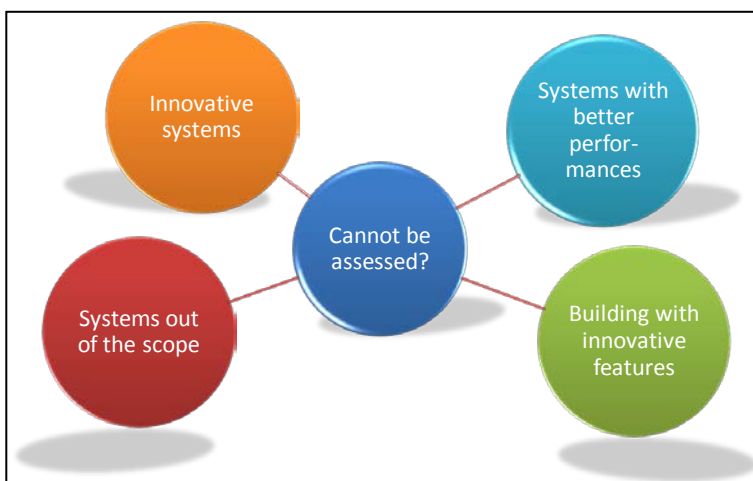 Innovative
systems
Systems with
better
perfor-
mances
Cannot be
assessed?
Systems out
of the scope
Building with
innovative
features